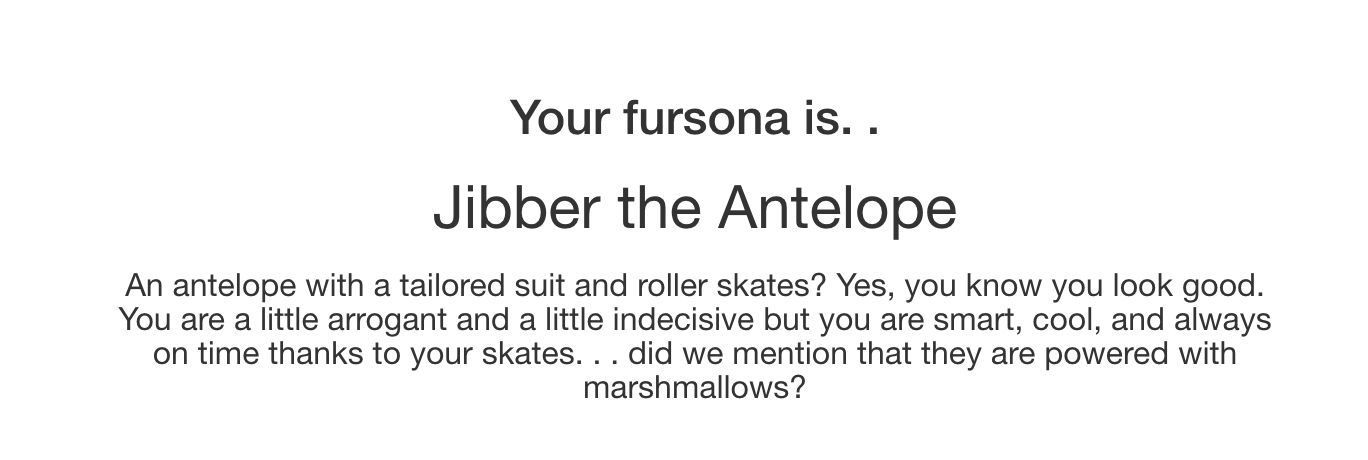 Your fursona is. .
Jibber the Antelope
An antelope with a tailored suit and roller skates? Yes, you know you look good.
You are a little arrogant and a little indecisive but you are smart, cool, and always
on time thanks to your skates. . . did we mention that they are powered with
marshmallows?